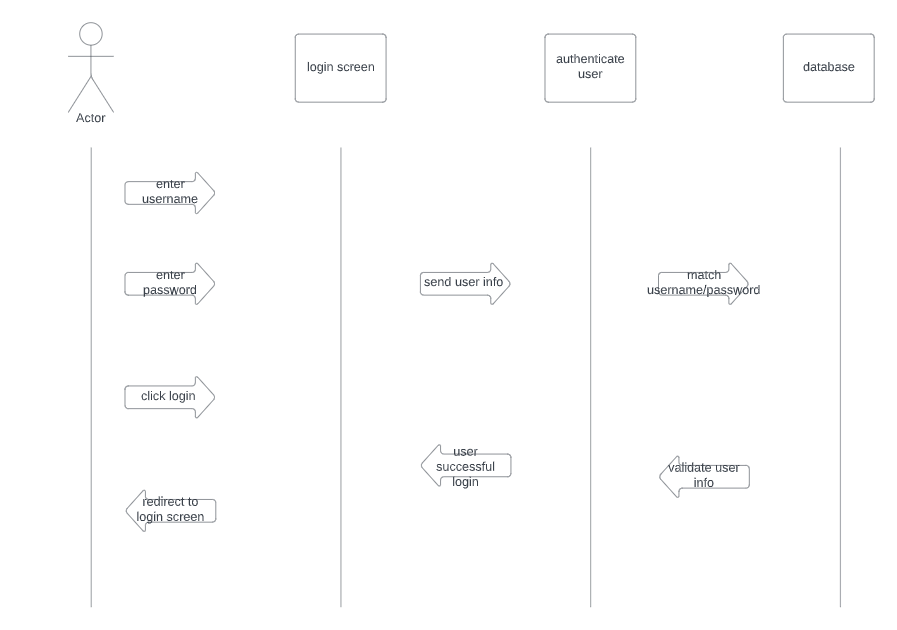 login screen
authenticate
user
database
Actor
enter
username
enter
password
send user info
match
username/password
click login
user
successful
login
validate user
info
redirect to
login screen